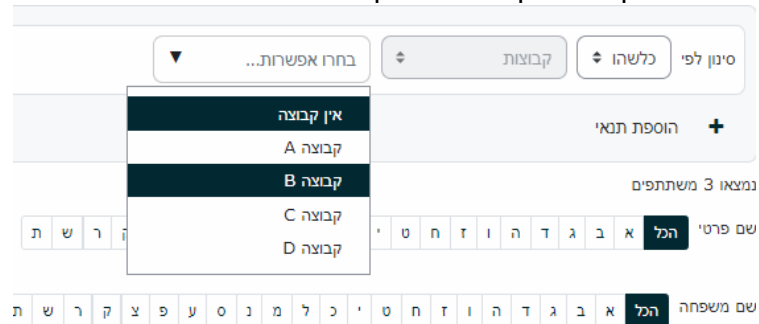 סינון לפי כלשהו קבוצות בחרו אפשרות...
אין קבוצה
קבוצה A
קבוצה B
קבוצה C
קבוצה D
הוספת תנאי
נמצאו 3 משתתפים
שם פרטי הכל א ב ג ד ה ו ז ח ט י ק ר ש ת
שם משפחה הכל א ב ג ד ה ו ז ח ט י כ ל מ נ ס ע פ צ ק ר ש ת